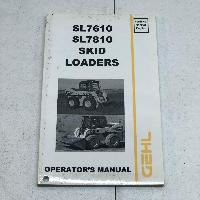 SL7610
SL7810
SKID
LOADERS
GEHL
OPERATOR'S MANUAL